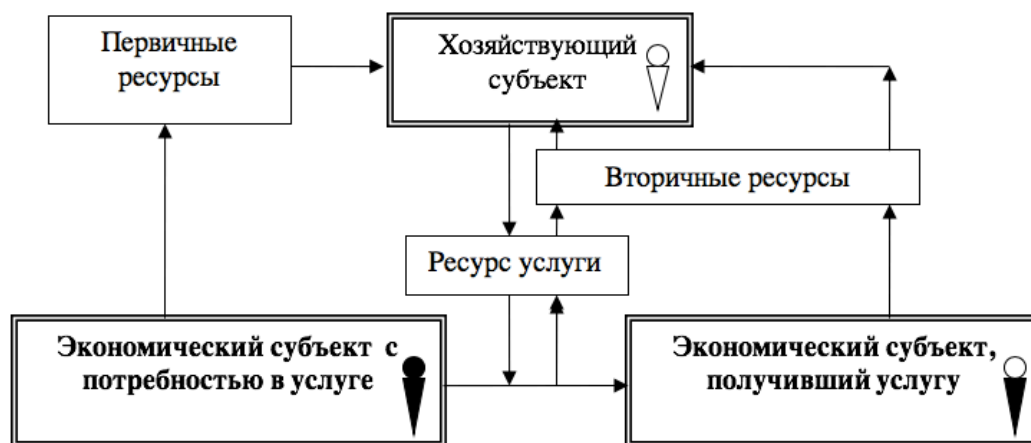 Первичные
ресурсы
Хозяйствующий
субъект
Вторичные ресурсы
Ресурс услуги
Экономический субъект с
потребностью в услуге
Экономический субъект,
получивший услугу